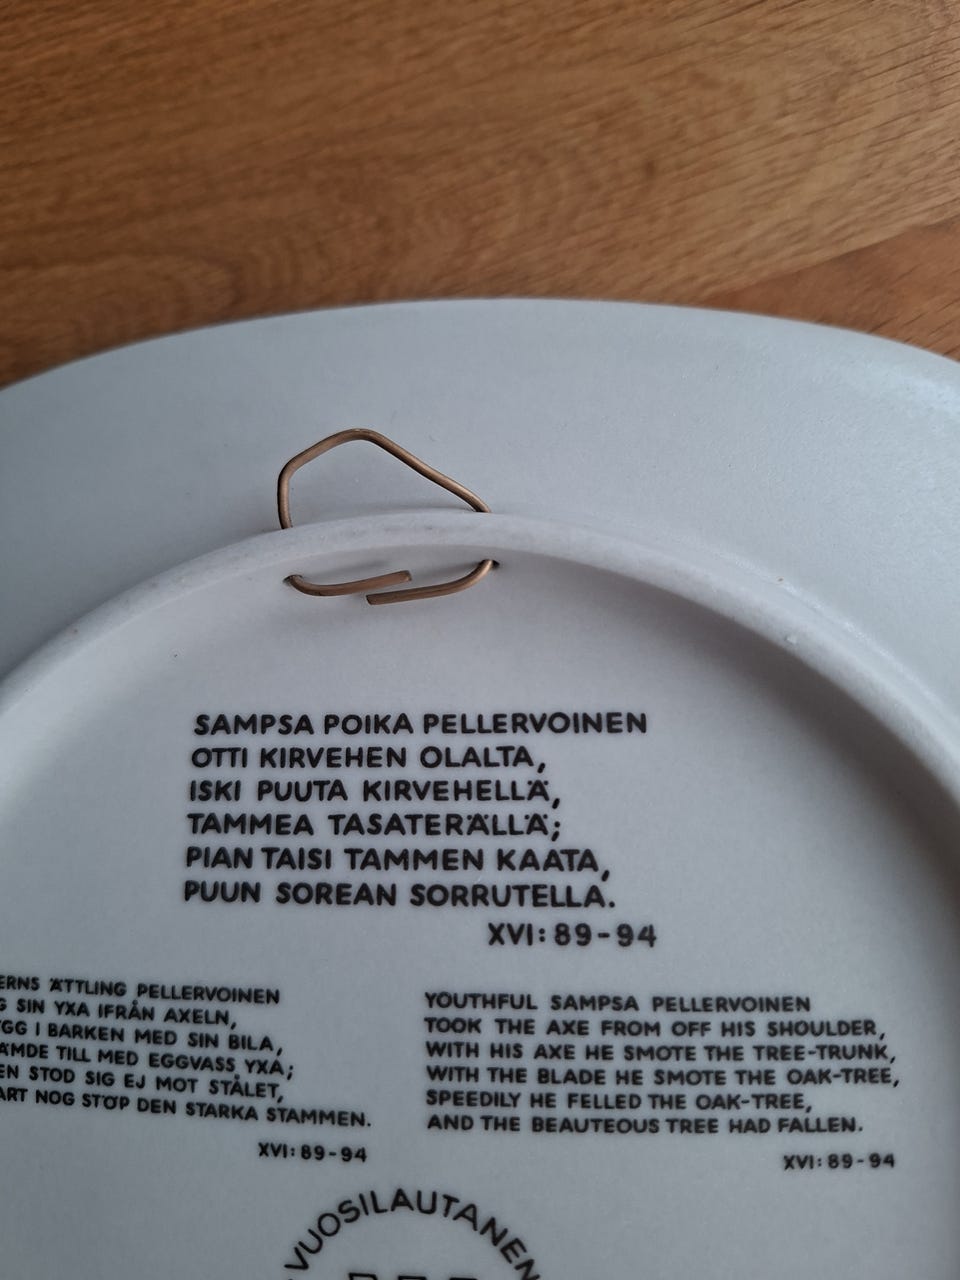 SAMPSA POIKA PELLERVOINEN
OTTI KIRVEHEN OLALTA,
ISKI PUUTA KIRVEHELLÄ,
TAMMEA TASATERÄLLÄ;
PIAN TAISI TAMMEN KAATA,
PUUN SOREAN SORRUTELLA.
XVI: 89-94
ÄTTLING PELLERVOINEN
SIN YXA IFRÅN AXELN,
I BARKEN MED SIN BILA,
TILL MED EGGVASS YXA;
STOD SIG EJ MOT STÅLET,
NOG STÖP DEN STARKA STAMMEN.
XVI: 89-94
YOUTHFUL SAMPSA PELLERVOINEN
TOOK THE AXE FROM OFF HIS SHOULDER,
WITH HIS AXE HE SMOTE THE TREE-TRUNK,
WITH THE BLADE HE SMOTE THE OAK-TREE,
SPEEDILY HE FELLED THE OAK-TREE,
AND THE BEAUTEOUS TREE HAD FALLEN.
XVI: 89-94
VUOSILAUTANEN